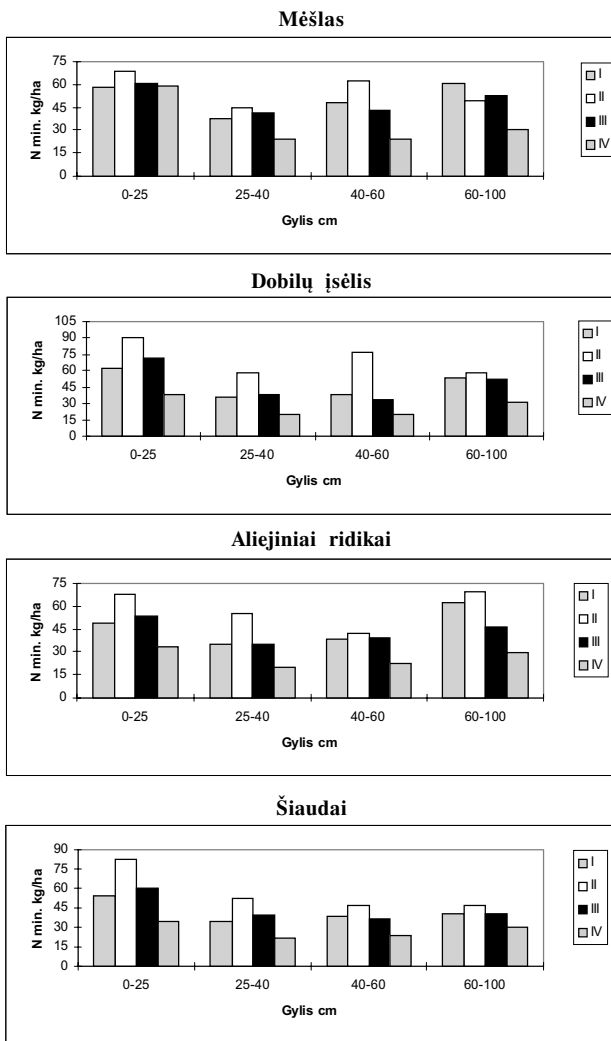 Mėšlas
N min. kg/ha
75
60
45
30
15
0
0-25 25-40 40-60 60-100
Gylis cm
I
II
III
IV
Dobilų įsėlis
N min. kg/ha
105
90
75
60
45
30
15
0
0-25 25-40 40-60 60-100
Gylis cm
I
II
III
IV
Aliejiniai ridikai
N min. kg/ha
75
60
45
30
15
0
0-25 25-40 40-60 60-100
Gylis cm
I
II
III
IV
Šiaudai
N min. kg/ha
90
75
60
45
30
15
0
0-25 25-40 40-60 60-100
Gylis cm
I
II
III
IV